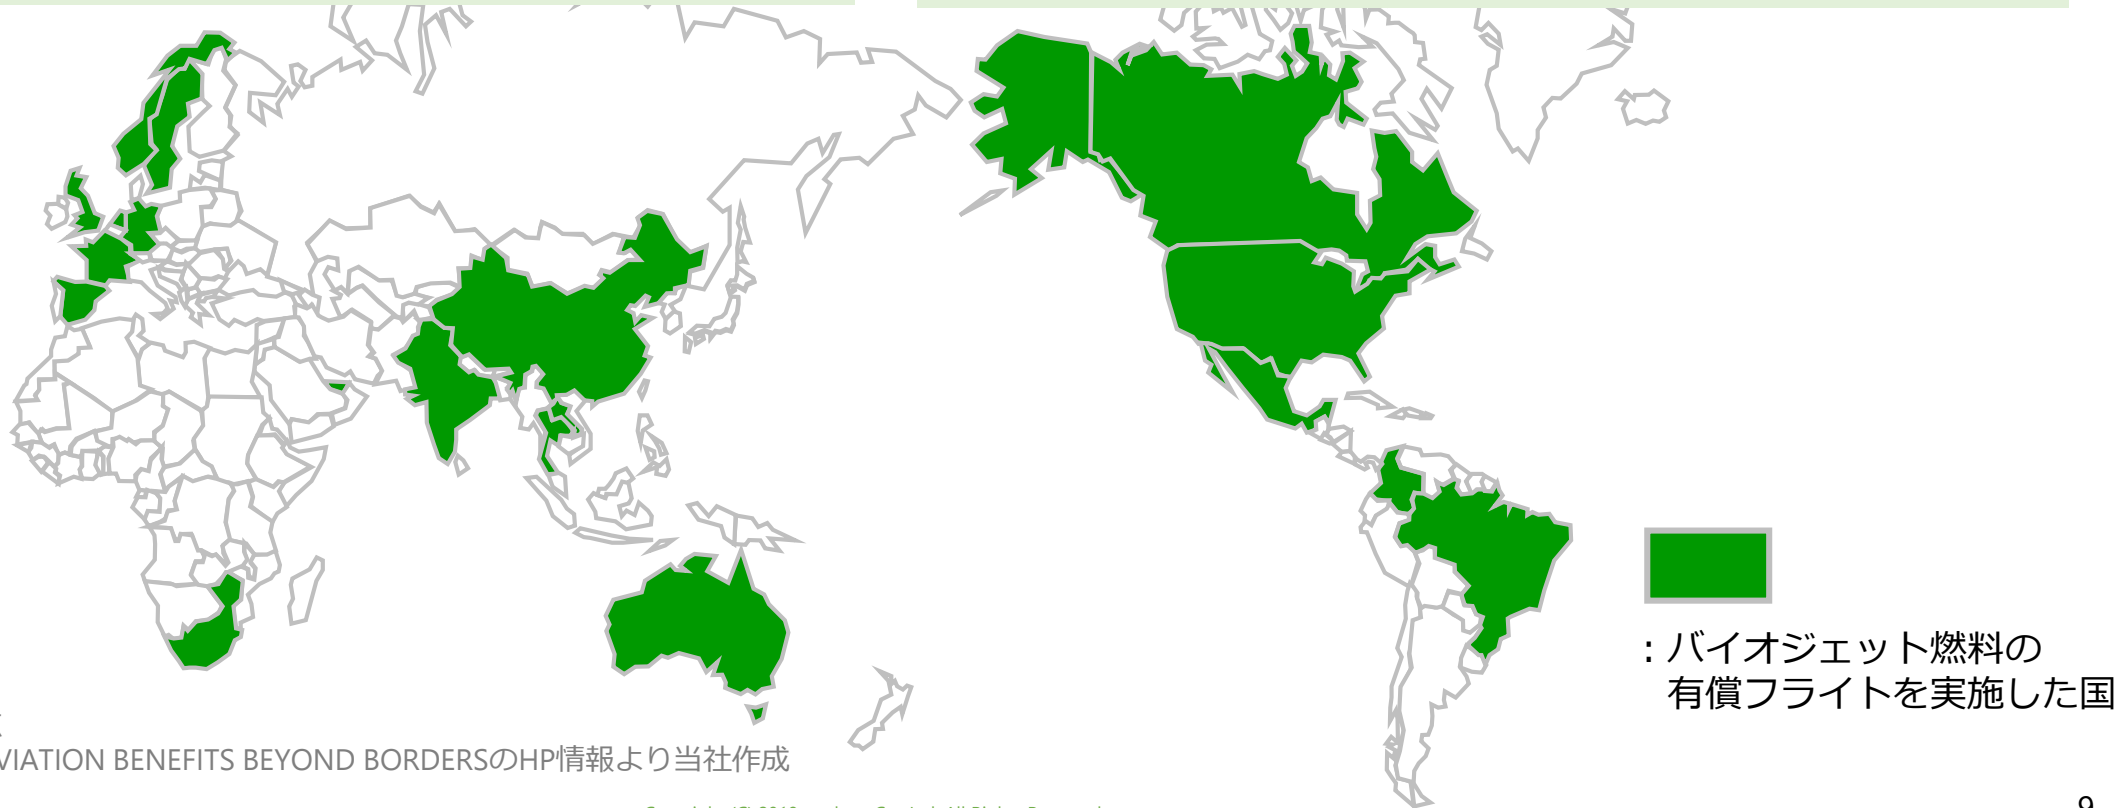 ：バイオジェット燃料の
有償フライトを実施した国
VIATION BENEFITS BEYOND BORDERSのHP情報より当社作成
9